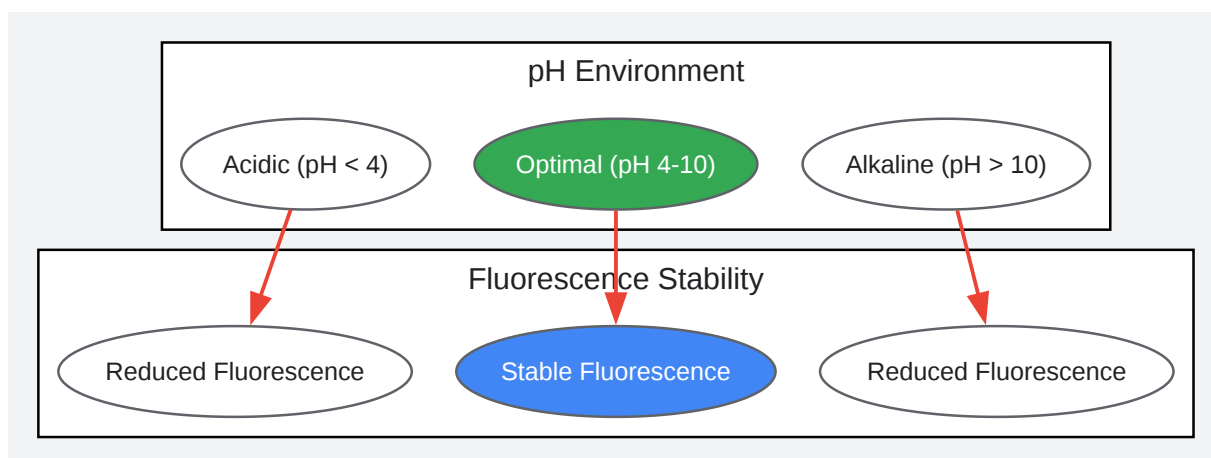 pH Environment
Acidic (pH < 4)
Optimal (pH 4-10)
Alkaline (pH > 10)
Fluorescence Stability
Reduced Fluorescence
Stable Fluorescence
Reduced Fluorescence